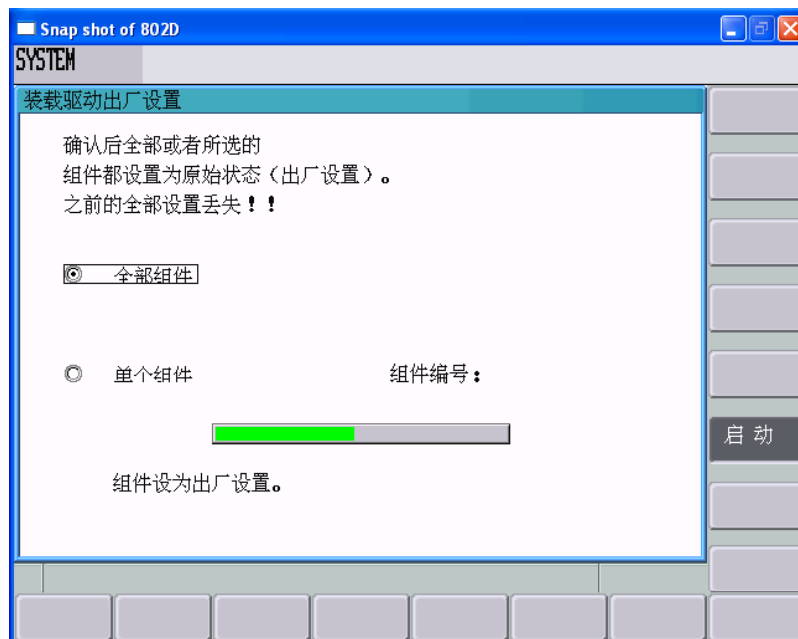 Snap shot of 802D
SYSTEM
装载驱动出厂设置
确认后全部或者所选的
组件都设置为原始状态（出厂设置）。
之前的全部设置丢失！！
全部组件
单个组件 组件编号：
启动
组件设为出厂设置。